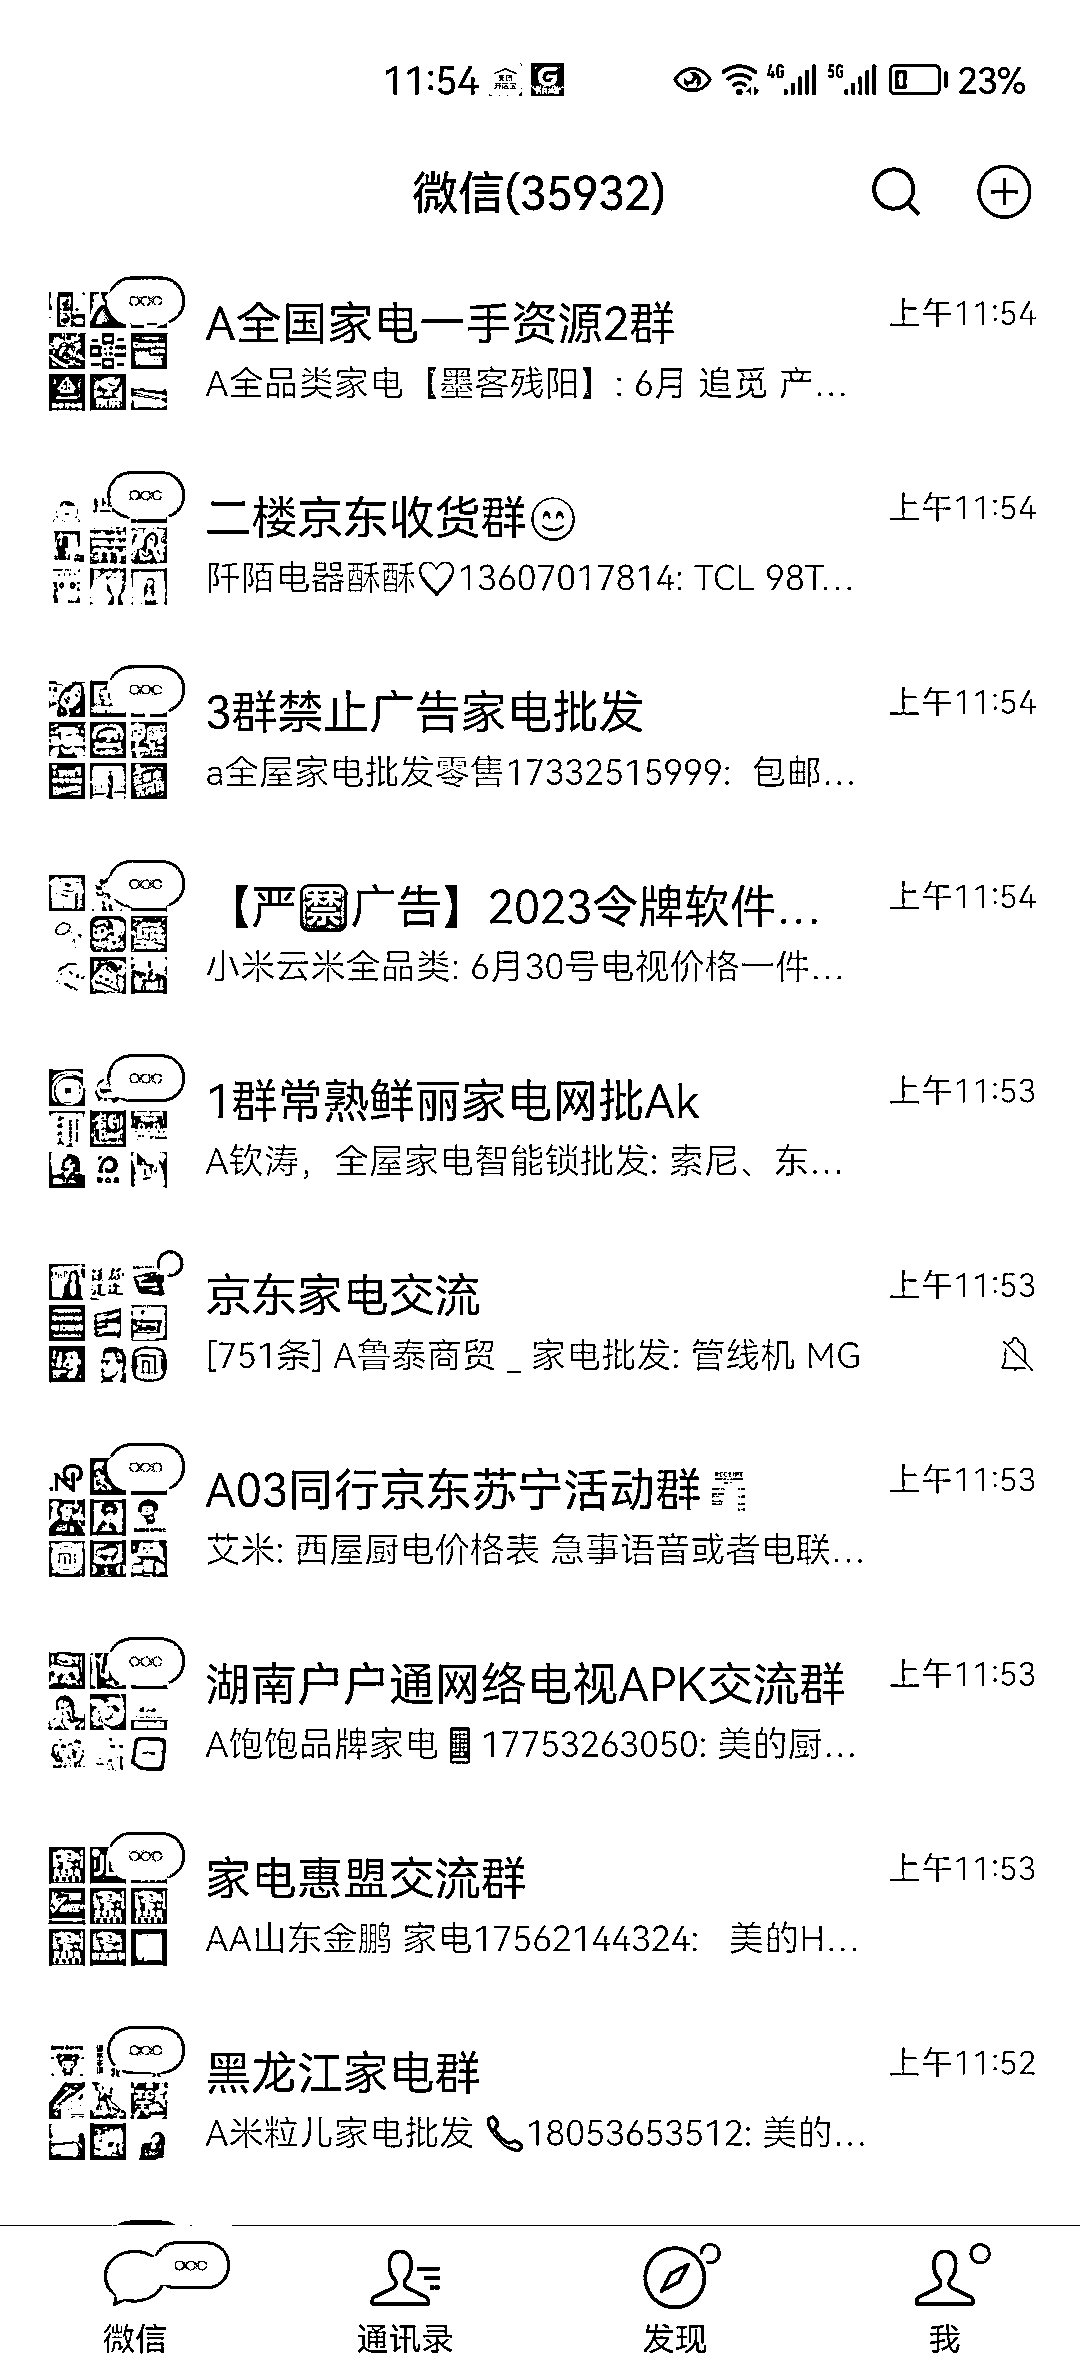 11:54 4G 5G 23%
微信(35932)
A全国家电一手资源2群 上午11:54
A全品类家电【墨客残阳】: 6月 追觅 产...
二楼京东收货群😊 上午11:54
阡陌电器酥酥♡13607017814: TCL 98T...
3群禁止广告家电批发 上午11:54
a全屋家电批发零售17332515999: 包邮...
【严🈲广告】2023令牌软件... 上午11:54
小米云米全品类: 6月30号电视价格一件...
1群常熟鲜丽家电网批Ak 上午11:53
A钦涛，全屋家电智能锁批发: 索尼、东...
京东家电交流 上午11:53
[751条] A鲁泰商贸 _ 家电批发: 管线机 MG
A03同行京东苏宁活动群 上午11:53
艾米: 西屋厨电价格表 急事语音或者电联...
湖南户户通网络电视APK交流群 上午11:53
A饱饱品牌家电📱17753263050: 美的厨...
家电惠盟交流群 上午11:53
AA山东金鹏 家电17562144324: 美的H...
黑龙江家电群 上午11:52
A米粒儿家电批发📞18053653512: 美的...
微信 通讯录 发现 我